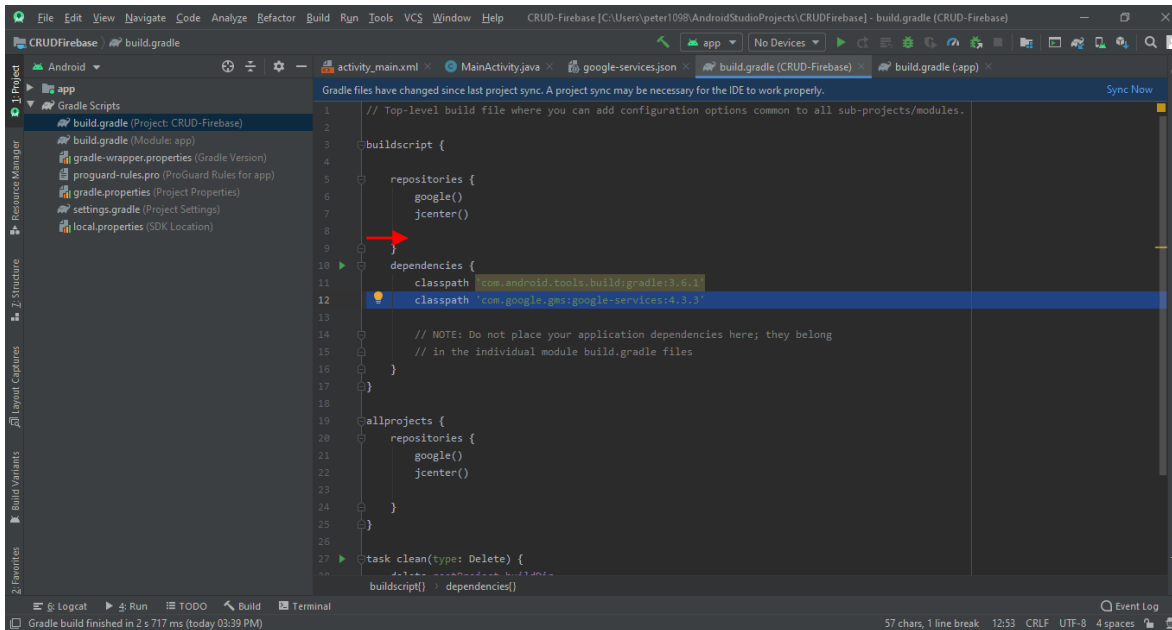 File Edit View Navigate Code Analyze Refactor Build Run Tools VCS Window Help CRUD-Firebase [C:\Users\peter1098\AndroidStudioProjects\CRUDFirebase] - build.gradle (CRUD-Firebase)
CRUDFirebase build.gradle app No Devices
Android activity_main.xml MainActivity.java google-services.json build.gradle (CRUD-Firebase) build.gradle (:app)
1: Project
Resource Manager
7: Structure
Layout Captures
Build Variants
2: Favorites
app
Gradle Scripts
build.gradle (Project: CRUD-Firebase)
build.gradle (Module: app)
gradle-wrapper.properties (Gradle Version)
proguard-rules.pro (ProGuard Rules for app)
gradle.properties (Project Properties)
settings.gradle (Project Settings)
local.properties (SDK Location)
Gradle files have changed since last project sync. A project sync may be necessary for the IDE to work properly. Sync Now
1 // Top-level build file where you can add configuration options common to all sub-projects/modules.
2
3 buildscript {
4
5 repositories {
6 google()
7 jcenter()
8
9 }
10 dependencies {
11 classpath 'com.android.tools.build:gradle:3.6.1'
12 classpath 'com.google.gms:google-services:4.3.3'
13
14 // NOTE: Do not place your application dependencies here; they belong
15 // in the individual module build.gradle files
16 }
17 }
18
19 allprojects {
20 repositories {
21 google()
22 jcenter()
23
24 }
25 }
26
27 task clean(type: Delete) {
28 delete rootProject.buildDir
buildscript{} dependencies{}
6: Logcat 4: Run TODO Build Terminal Event Log
Gradle build finished in 2 s 717 ms (today 03:39 PM) 57 chars, 1 line break 12:53 CRLF UTF-8 4 spaces